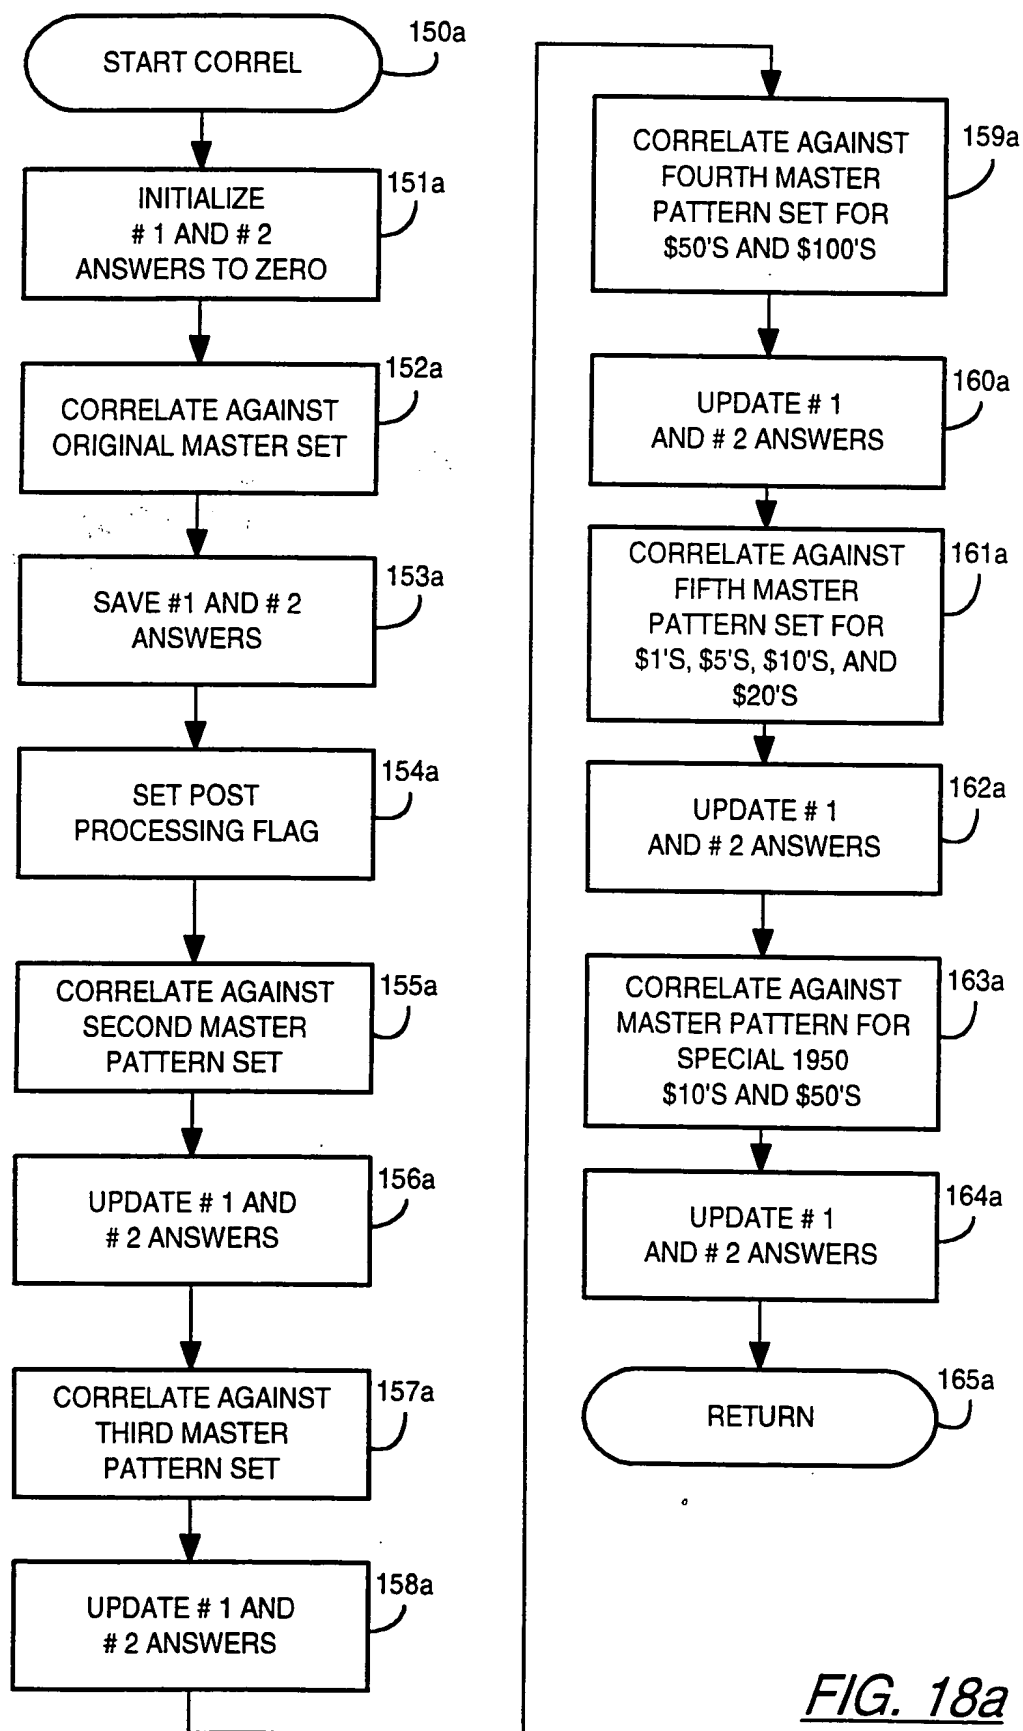 START CORREL
150a
INITIALIZE
# 1 AND # 2
ANSWERS TO ZERO
151a
CORRELATE AGAINST
ORIGINAL MASTER SET
152a
SAVE #1 AND # 2
ANSWERS
153a
SET POST
PROCESSING FLAG
154a
CORRELATE AGAINST
SECOND MASTER
PATTERN SET
155a
UPDATE # 1 AND
# 2 ANSWERS
156a
CORRELATE AGAINST
THIRD MASTER
PATTERN SET
157a
UPDATE # 1 AND
# 2 ANSWERS
158a
CORRELATE AGAINST
FOURTH MASTER
PATTERN SET FOR
$50'S AND $100'S
159a
UPDATE # 1
AND # 2 ANSWERS
160a
CORRELATE AGAINST
FIFTH MASTER
PATTERN SET FOR
$1'S, $5'S, $10'S, AND
$20'S
161a
UPDATE # 1
AND # 2 ANSWERS
162a
CORRELATE AGAINST
MASTER PATTERN FOR
SPECIAL 1950
$10'S AND $50'S
163a
UPDATE # 1
AND # 2 ANSWERS
164a
RETURN
165a
FIG. 18a